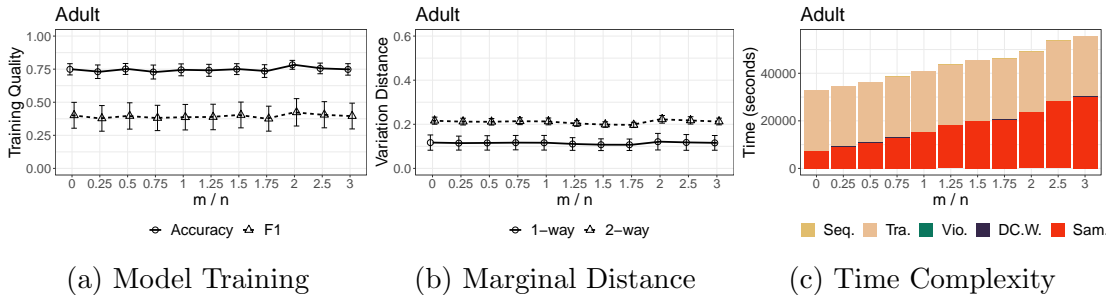 Adult
Training Quality
1.00
0.75
0.50
0.25
0.00
0 0.25 0.5 0.75 1 1.25 1.5 1.75 2 2.5 3
m / n
Accuracy F1
(a) Model Training
Adult
Variation Distance
0.6
0.4
0.2
0.0
0 0.25 0.5 0.75 1 1.25 1.5 1.75 2 2.5 3
m / n
1−way 2−way
(b) Marginal Distance
Adult
Time (seconds)
40000
20000
0
0 0.25 0.5 0.75 1 1.25 1.5 1.75 2 2.5 3
m / n
Seq. Tra. Vio. DC.W. Sam.
(c) Time Complexity